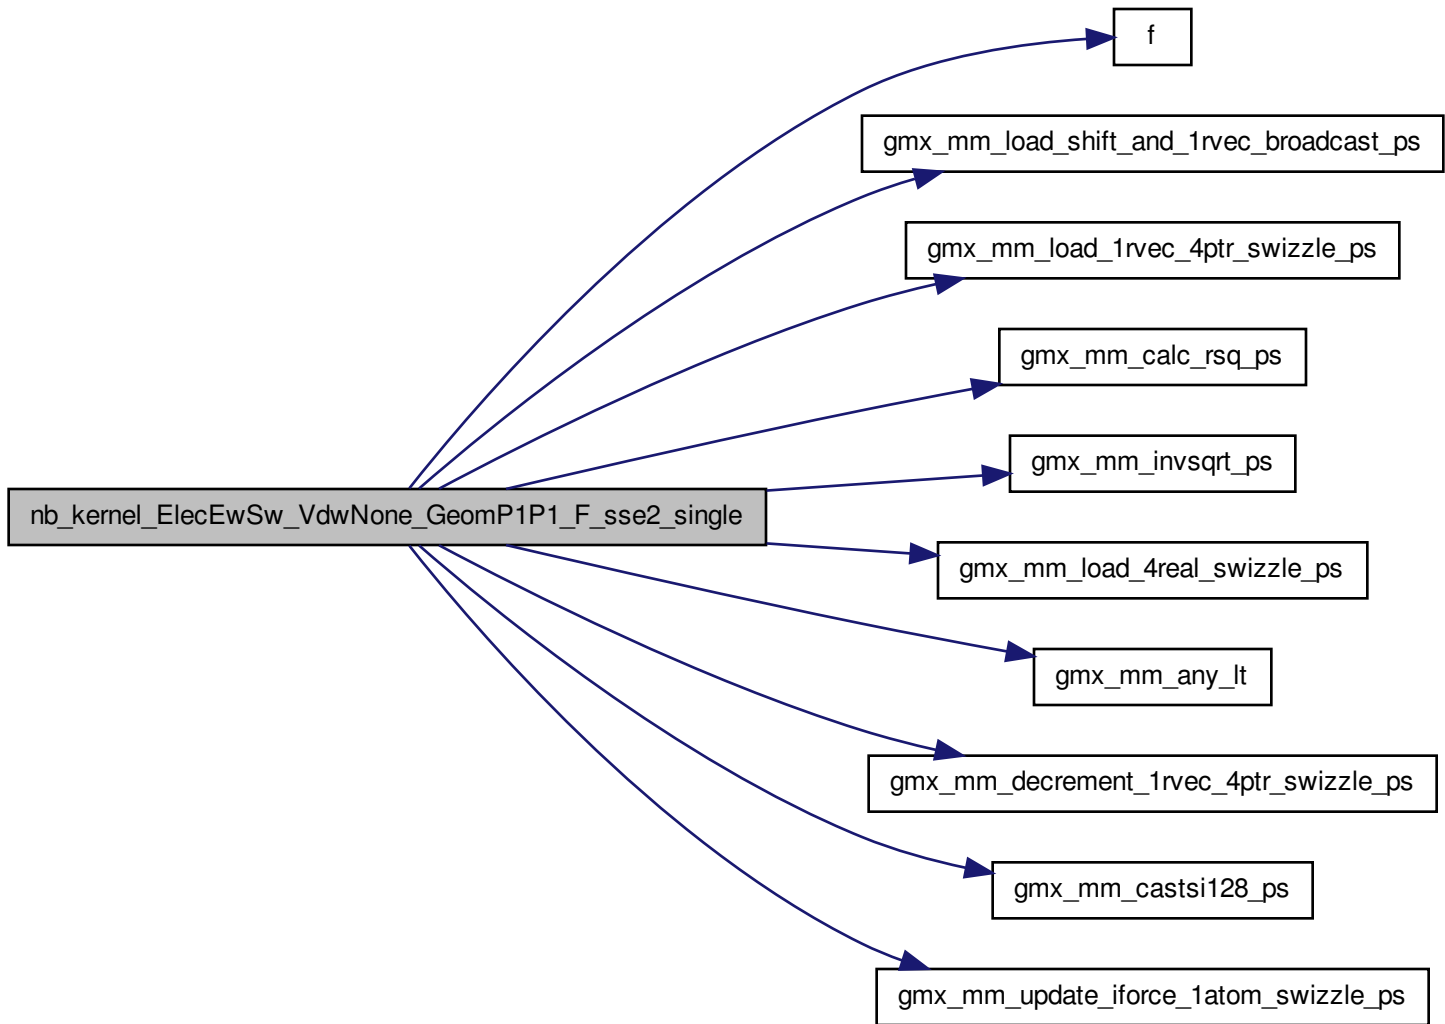 f
gmx_mm_load_shift_and_1rvec_broadcast_ps
gmx_mm_load_1rvec_4ptr_swizzle_ps
gmx_mm_calc_rsq_ps
gmx_mm_invsqrt_ps
nb_kernel_ElecEwSw_VdwNone_GeomP1P1_F_sse2_single
gmx_mm_load_4real_swizzle_ps
gmx_mm_any_lt
gmx_mm_decrement_1rvec_4ptr_swizzle_ps
gmx_mm_castsi128_ps
gmx_mm_update_iforce_1atom_swizzle_ps